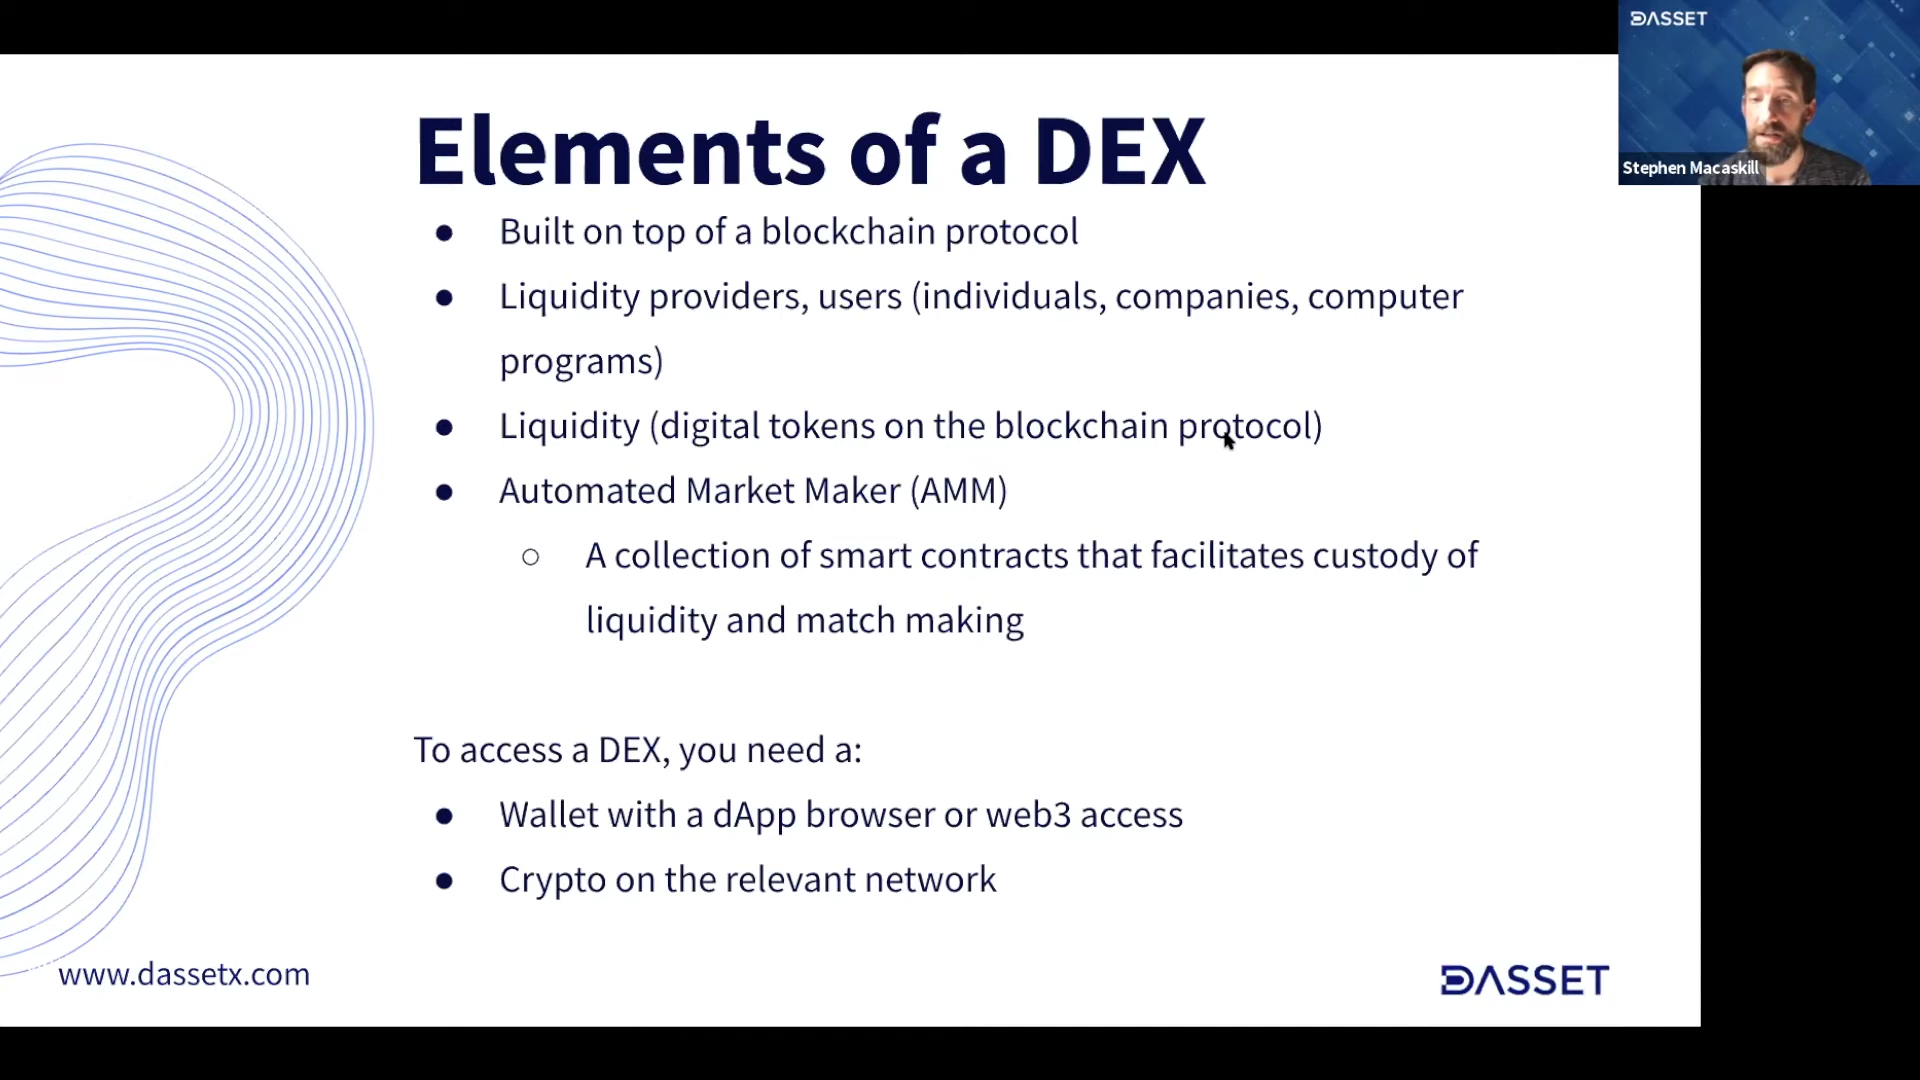 DASSET
Stephen Macaskill
Elements of a DEX
● Built on top of a blockchain protocol
● Liquidity providers, users (individuals, companies, computer
programs)
● Liquidity (digital tokens on the blockchain protocol)
● Automated Market Maker (AMM)
○ A collection of smart contracts that facilitates custody of
liquidity and match making
To access a DEX, you need a:
● Wallet with a dApp browser or web3 access
● Crypto on the relevant network
www.dassetx.com
DASSET